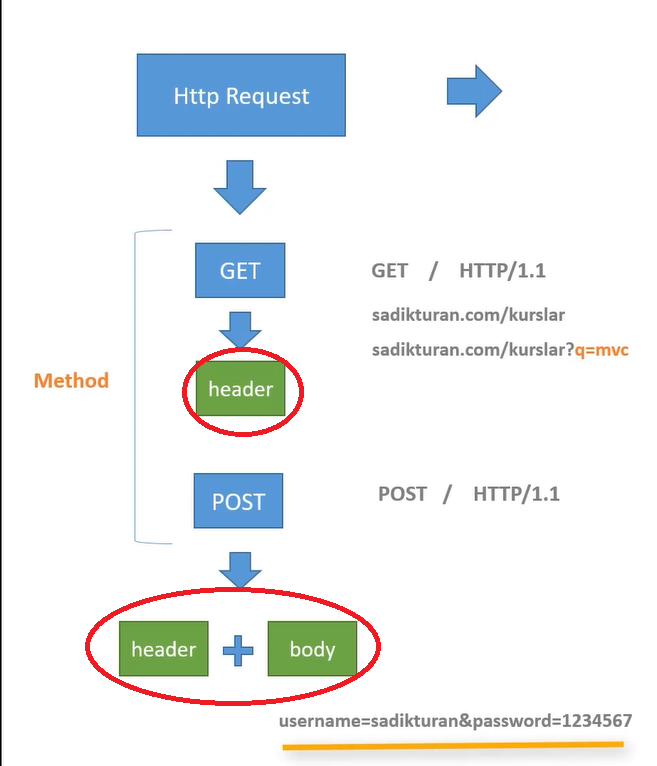 Http Request
GET
GET / HTTP/1.1
sadikturan.com/kurslar
sadikturan.com/kurslar?q=mvc
Method
header
POST
POST / HTTP/1.1
header + body
username=sadikturan&password=1234567